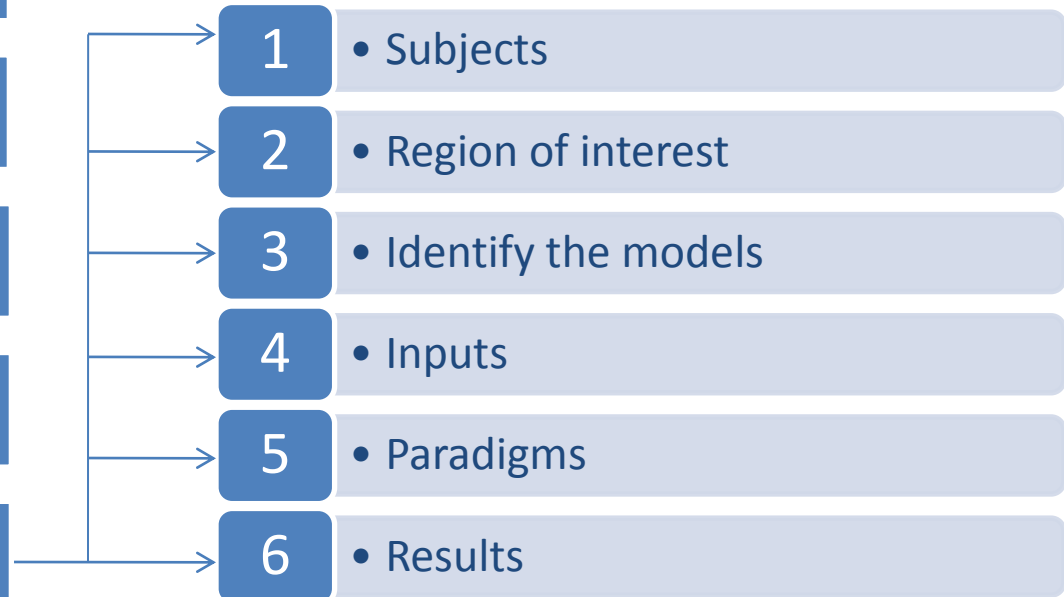 1 • Subjects
2 • Region of interest
3 • Identify the models
4 • Inputs
5 • Paradigms
6 • Results